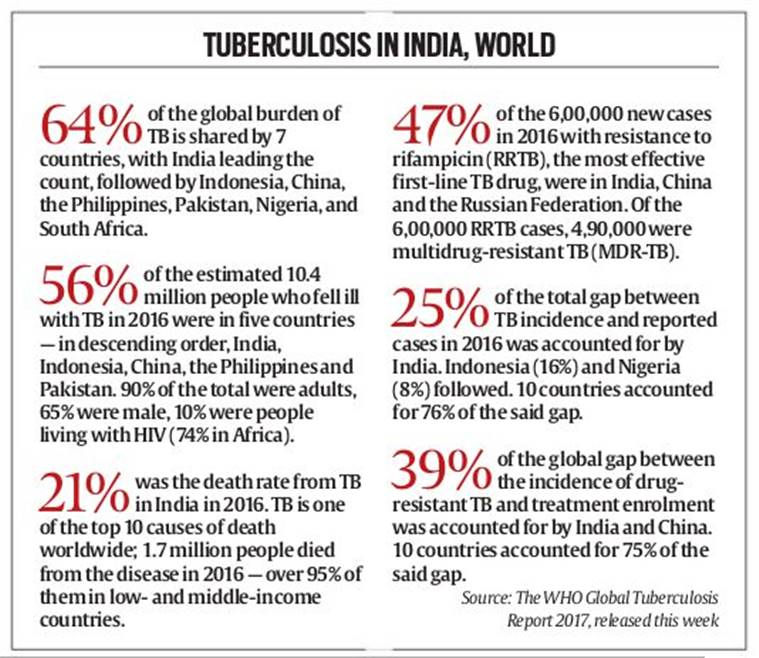 TUBERCULOSIS IN INDIA, WORLD
64% of the global burden of
TB is shared by 7
countries, with India leading the
count, followed by Indonesia, China,
the Philippines, Pakistan, Nigeria, and
South Africa.
56% of the estimated 10.4
million people who fell ill
with TB in 2016 were in five countries
— in descending order, India,
Indonesia, China, the Philippines and
Pakistan. 90% of the total were adults,
65% were male, 10% were people
living with HIV (74% in Africa).
21% was the death rate from TB
in India in 2016. TB is one
of the top 10 causes of death
worldwide; 1.7 million people died
from the disease in 2016 — over 95% of
them in low- and middle-income
countries.
47% of the 6,00,000 new cases
in 2016 with resistance to
rifampicin (RRTB), the most effective
first-line TB drug, were in India, China
and the Russian Federation. Of the
6,00,000 RRTB cases, 4,90,000 were
multidrug-resistant TB (MDR-TB).
25% of the total gap between
TB incidence and reported
cases in 2016 was accounted for by
India. Indonesia (16%) and Nigeria
(8%) followed. 10 countries accounted
for 76% of the said gap.
39% of the global gap between
the incidence of drug-
resistant TB and treatment enrolment
was accounted for by India and China.
10 countries accounted for 75% of the
said gap.
Source: The WHO Global Tuberculosis
Report 2017, released this week